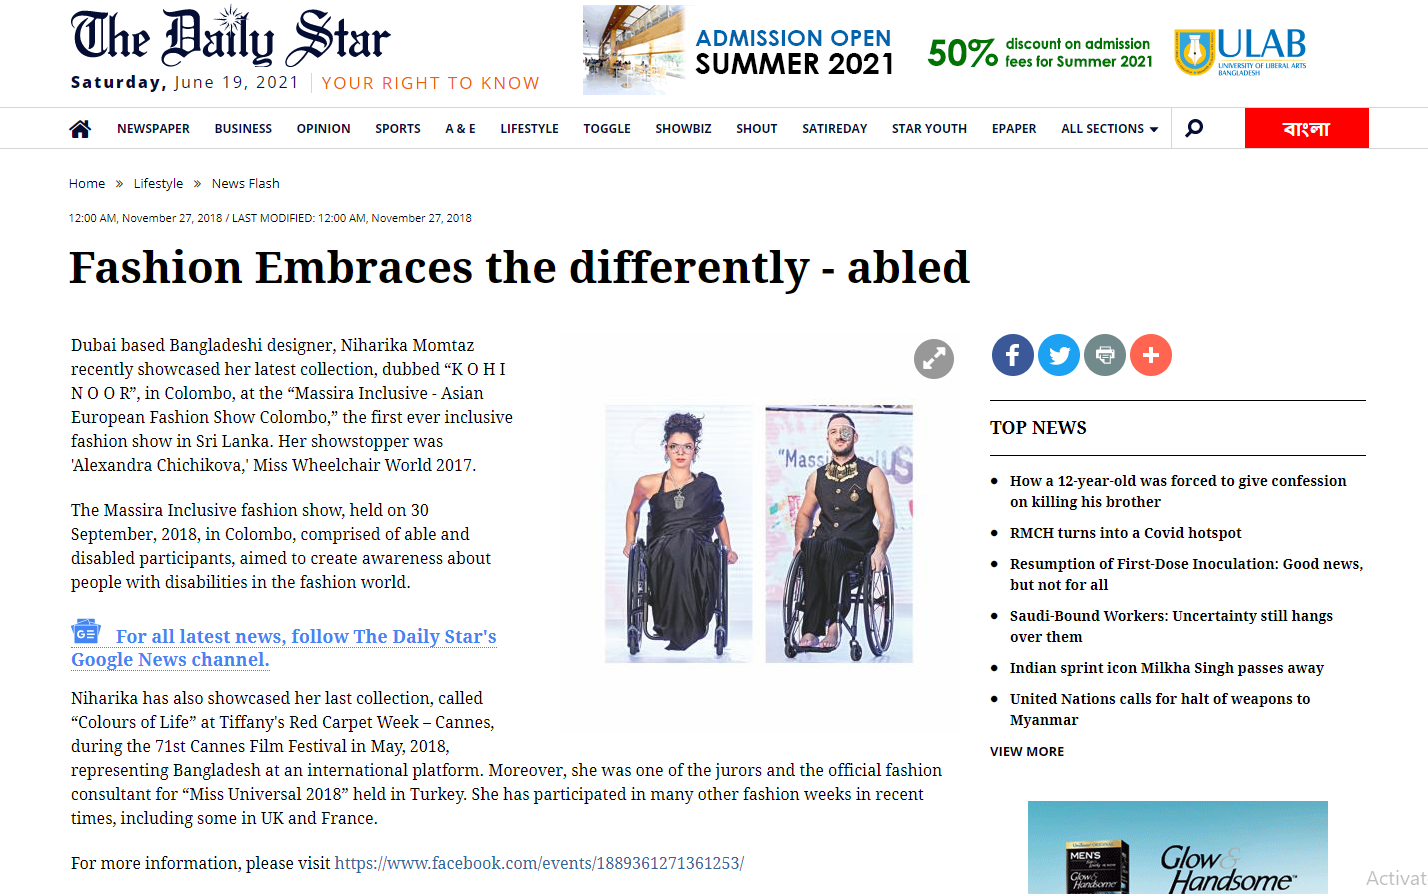 The Daily Star
Saturday, June 19, 2021 YOUR RIGHT TO KNOW
ADMISSION OPEN
SUMMER 2021
50% discount on admission
fees for Summer 2021
ULAB
UNIVERSITY OF LIBERAL ARTS
BANGLADESH
NEWSPAPER BUSINESS OPINION SPORTS A & E LIFESTYLE TOGGLE SHOWBIZ SHOUT SATIREDAY STAR YOUTH EPAPER ALL SECTIONS বাংলা
Home » Lifestyle » News Flash
12:00 AM, November 27, 2018 / LAST MODIFIED: 12:00 AM, November 27, 2018
Fashion Embraces the differently - abled
Dubai based Bangladeshi designer, Niharika Momtaz
recently showcased her latest collection, dubbed “K O H I
N O O R”, in Colombo, at the “Massira Inclusive - Asian
European Fashion Show Colombo,” the first ever inclusive
fashion show in Sri Lanka. Her showstopper was
'Alexandra Chichikova,' Miss Wheelchair World 2017.
The Massira Inclusive fashion show, held on 30
September, 2018, in Colombo, comprised of able and
disabled participants, aimed to create awareness about
people with disabilities in the fashion world.
GE For all latest news, follow The Daily Star's
Google News channel.
Niharika has also showcased her last collection, called
“Colours of Life” at Tiffany's Red Carpet Week – Cannes,
during the 71st Cannes Film Festival in May, 2018,
representing Bangladesh at an international platform. Moreover, she was one of the jurors and the official fashion
consultant for “Miss Universal 2018” held in Turkey. She has participated in many other fashion weeks in recent
times, including some in UK and France.
For more information, please visit https://www.facebook.com/events/1889361271361253/
"Massi
TOP NEWS
• How a 12-year-old was forced to give confession
on killing his brother
• RMCH turns into a Covid hotspot
• Resumption of First-Dose Inoculation: Good news,
but not for all
• Saudi-Bound Workers: Uncertainty still hangs
over them
• Indian sprint icon Milkha Singh passes away
• United Nations calls for halt of weapons to
Myanmar
VIEW MORE
MEN'S
Glow &
Handsome
Glow &
Handsome™
Activat